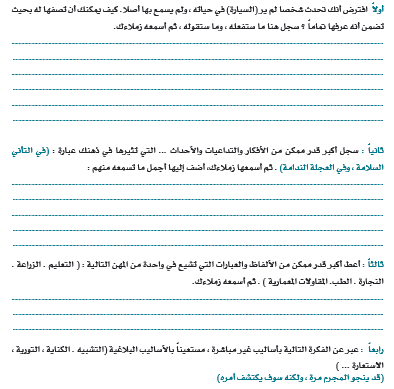 أولاً افترض أنك تحدث شخصا لم ير (السيارة) في حياته ، ولم يسمع بها أصلا. كيف يمكنك أن تصفها له بحيث
تضمن أنه عرفها تماماً ؟ سجل هنا ما ستفعله ، وما ستقوله ، ثم أسمعه زملاءك.
ثانياً : سجل أكبر قدر ممكن من الأفكار والتداعيات والأحداث ... التي تثيرها في ذهنك عبارة : (في التأني
السلامة ، وفي العجلة الندامة) . ثم أسمعها زملاءك، أضف إليها أجمل ما تسمعه منهم :
ثالثاً : أعط أكبر قدر ممكن من الألفاظ والعبارات التي تشيع في واحدة من المهن التالية : ( التعليم . الزراعة .
النجارة . الطب. المقاولات المعمارية ) . ثم أسمعه زملاءك.
رابعاً : عبر عن الفكرة التالية بأساليب غير مباشرة ، مستعيناً بالأساليب البلاغية (التشبيه . الكناية ، التورية ،
الاستعارة ... )
(قد ينجو المجرم مرة ، ولكنه سوف يكتشف أمره)